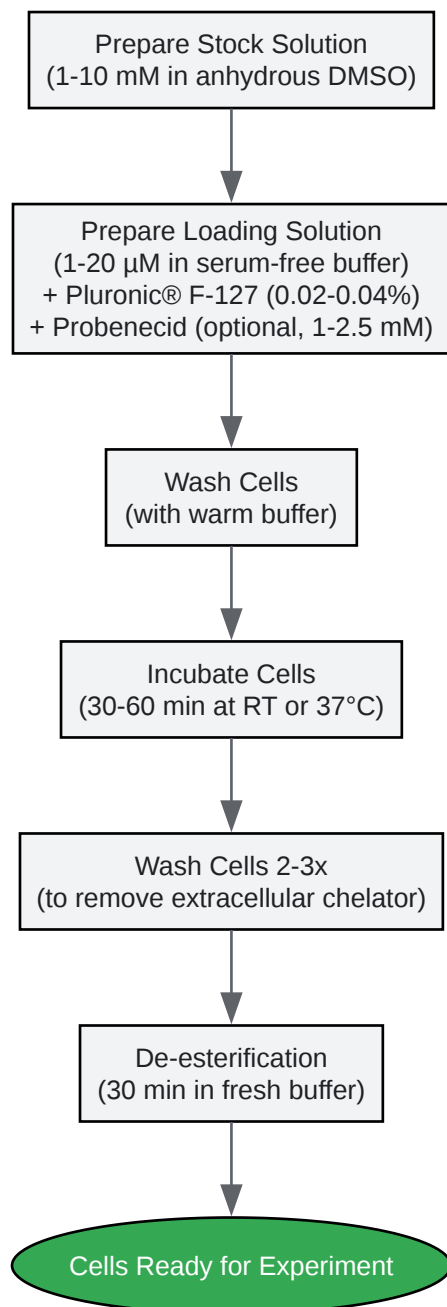 Prepare Stock Solution
(1-10 mM in anhydrous DMSO)
Prepare Loading Solution
(1-20 µM in serum-free buffer)
+ Pluronic® F-127 (0.02-0.04%)
+ Probenecid (optional, 1-2.5 mM)
Wash Cells
(with warm buffer)
Incubate Cells
(30-60 min at RT or 37°C)
Wash Cells 2-3x
(to remove extracellular chelator)
De-esterification
(30 min in fresh buffer)
Cells Ready for Experiment